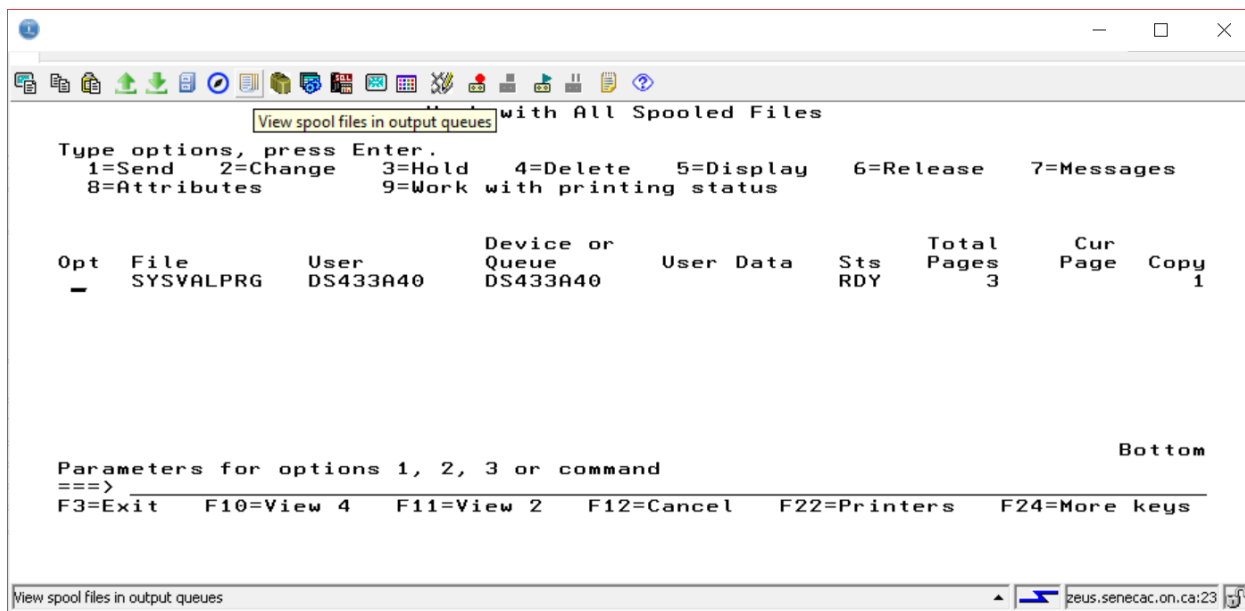 with All Spooled Files
View spool files in output queues
Type options, press Enter.
1=Send 2=Change 3=Hold 4=Delete 5=Display 6=Release 7=Messages
8=Attributes 9=Work with printing status
Device or Total Cur
Opt File User Queue User Data Sts Pages Page Copy
SYSVALPRG DS433A40 DS433A40 RDY 3 1
Bottom
Parameters for options 1, 2, 3 or command
===>
F3=Exit F10=View 4 F11=View 2 F12=Cancel F22=Printers F24=More keys
View spool files in output queues
zeus.senecac.on.ca:23